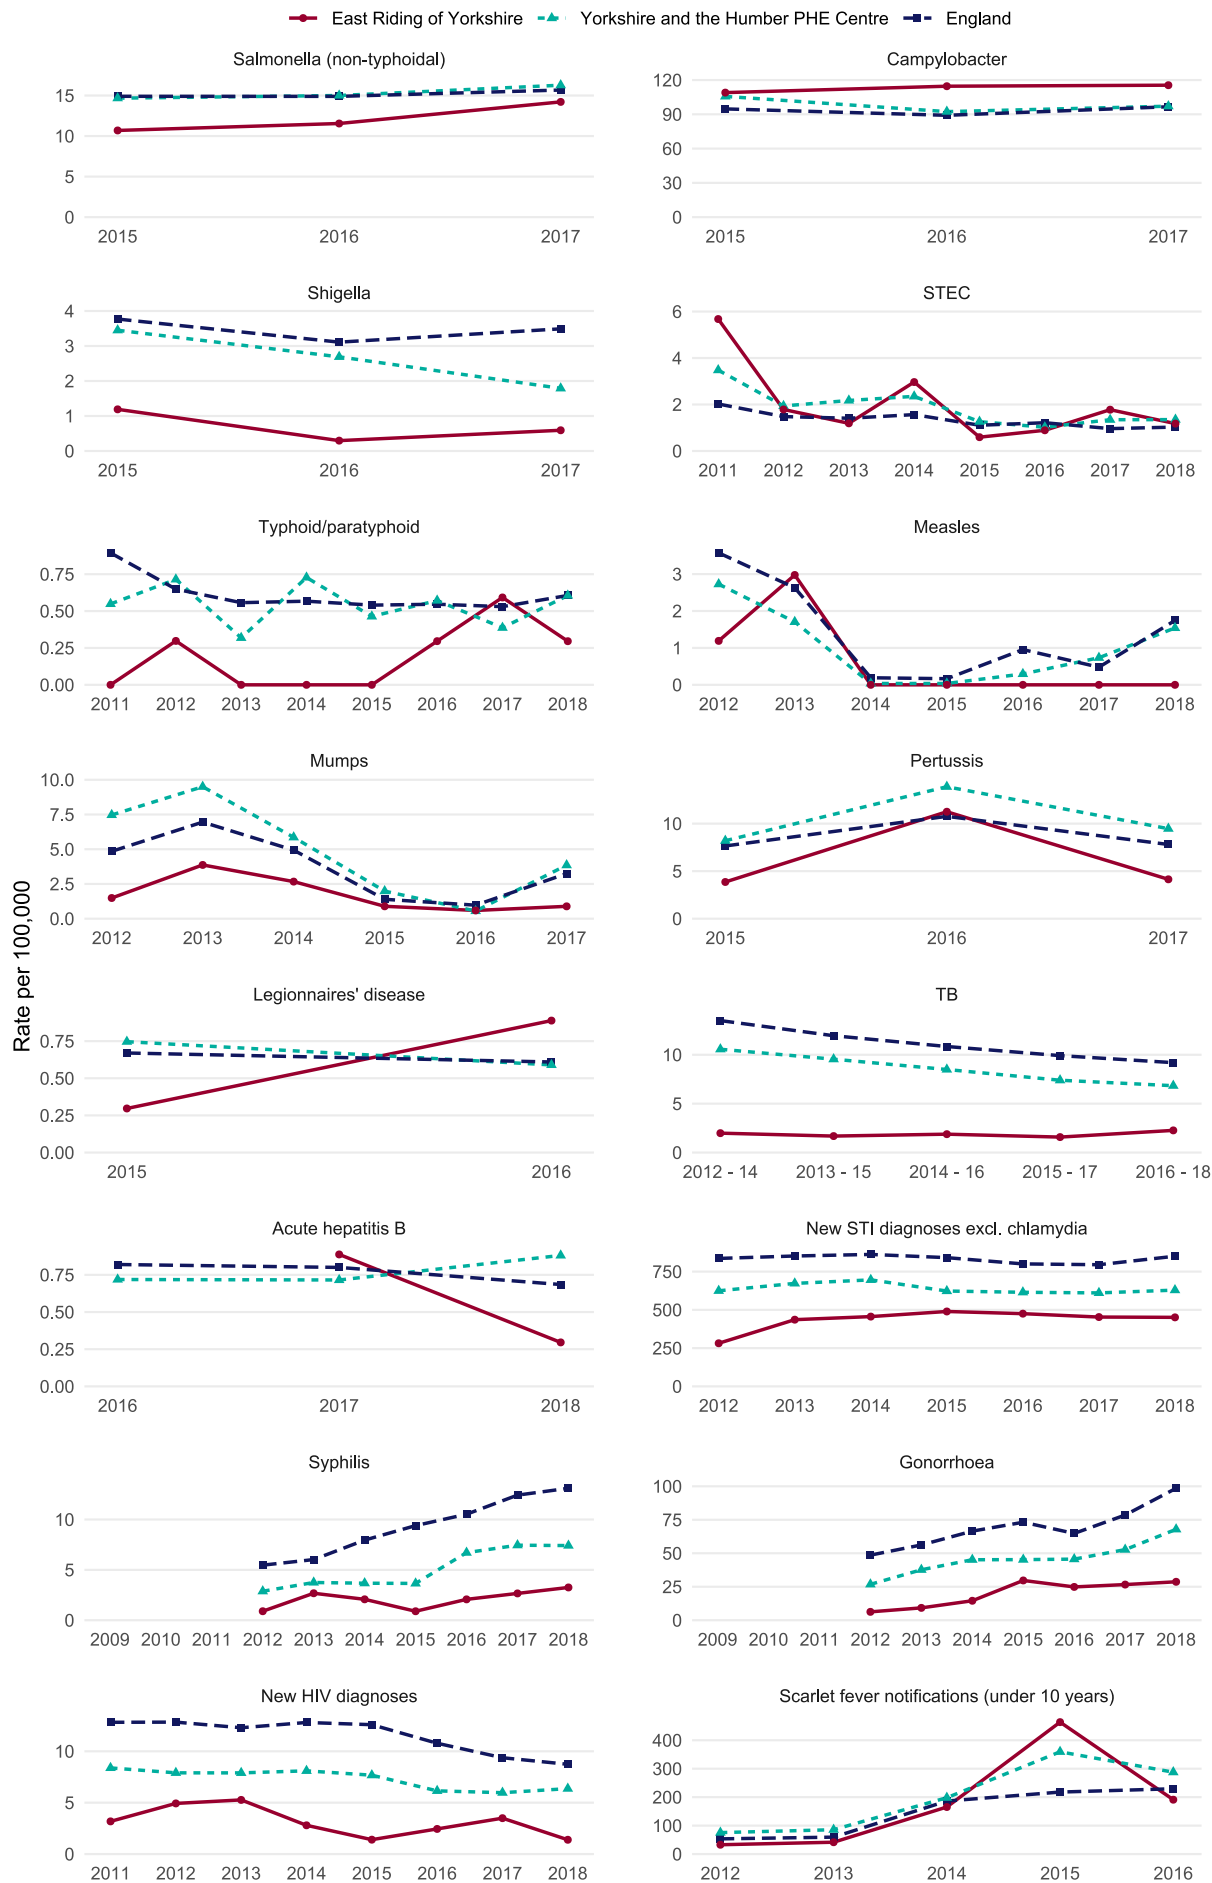 East Riding of Yorkshire Yorkshire and the Humber PHE Centre England
Rate per 100,000
Salmonella (non-typhoidal)
15
10
5
0
2015 2016 2017
Campylobacter
120
90
60
30
0
2015 2016 2017
Shigella
4
3
2
1
0
2015 2016 2017
STEC
6
4
2
0
2011 2012 2013 2014 2015 2016 2017 2018
Typhoid/paratyphoid
0.75
0.50
0.25
0.00
2011 2012 2013 2014 2015 2016 2017 2018
Measles
3
2
1
0
2012 2013 2014 2015 2016 2017 2018
Mumps
10.0
7.5
5.0
2.5
0.0
2012 2013 2014 2015 2016 2017
Pertussis
10
5
0
2015 2016 2017
Legionnaires' disease
0.75
0.50
0.25
0.00
2015 2016
TB
10
5
0
2012 - 14 2013 - 15 2014 - 16 2015 - 17 2016 - 18
Acute hepatitis B
0.75
0.50
0.25
0.00
2016 2017 2018
New STI diagnoses excl. chlamydia
750
500
250
0
2012 2013 2014 2015 2016 2017 2018
Syphilis
10
5
0
2009 2010 2011 2012 2013 2014 2015 2016 2017 2018
Gonorrhoea
100
75
50
25
0
2009 2010 2011 2012 2013 2014 2015 2016 2017 2018
New HIV diagnoses
10
5
0
2011 2012 2013 2014 2015 2016 2017 2018
Scarlet fever notifications (under 10 years)
400
300
200
100
0
2012 2013 2014 2015 2016